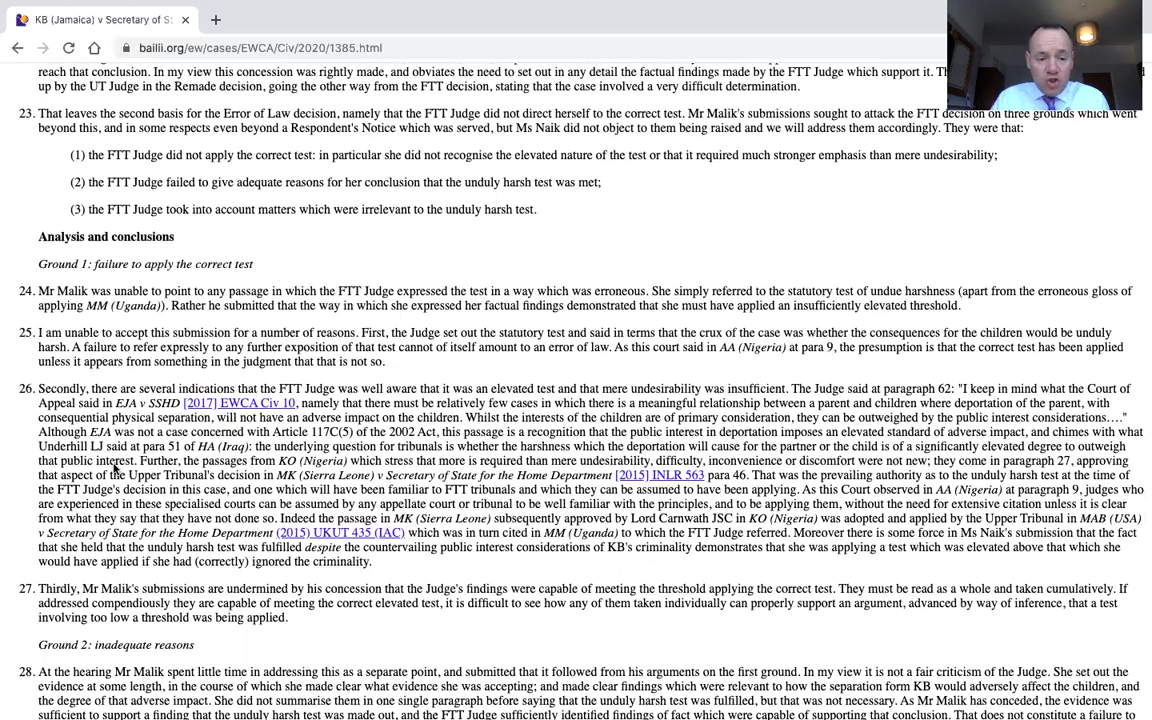 KB (Jamaica) v Secretary of S
bailii.org/ew/cases/EWCA/Civ/2020/1385.html
reach that conclusion. In my view this concession was rightly made, and obviates the need to set out in any detail the factual findings made by the FTT Judge which support it.
up by the UT Judge in the Remade decision, going the other way from the FTT decision, stating that the case involved a very difficult determination.
23. That leaves the second basis for the Error of Law decision, namely that the FTT Judge did not direct herself to the correct test. Mr Malik's submissions sought to attack the FTT decision on three grounds which went
beyond this, and in some respects even beyond a Respondent's Notice which was served, but Ms Naik did not object to them being raised and we will address them accordingly. They were that:
(1) the FTT Judge did not apply the correct test: in particular she did not recognise the elevated nature of the test or that it required much stronger emphasis than mere undesirability;
(2) the FTT Judge failed to give adequate reasons for her conclusion that the unduly harsh test was met;
(3) the FTT Judge took into account matters which were irrelevant to the unduly harsh test.
Analysis and conclusions
Ground 1: failure to apply the correct test
24. Mr Malik was unable to point to any passage in which the FTT Judge expressed the test in a way which was erroneous. She simply referred to the statutory test of undue harshness (apart from the erroneous gloss of
applying MM (Uganda)). Rather he submitted that the way in which she expressed her factual findings demonstrated that she must have applied an insufficiently elevated threshold.
25. I am unable to accept this submission for a number of reasons. First, the Judge set out the statutory test and said in terms that the crux of the case was whether the consequences for the children would be unduly
harsh. A failure to refer expressly to any further exposition of that test cannot of itself amount to an error of law. As this court said in AA (Nigeria) at para 9, the presumption is that the correct test has been applied
unless it appears from something in the judgment that that is not so.
26. Secondly, there are several indications that the FTT Judge was well aware that it was an elevated test and that mere undesirability was insufficient. The Judge said at paragraph 62: "I keep in mind what the Court of
Appeal said in EJA v SSHD [2017] EWCA Civ 10, namely that there must be relatively few cases in which there is a meaningful relationship between a parent and children where deportation of the parent, with
consequential physical separation, will not have an adverse impact on the children. Whilst the interests of the children are of primary consideration, they can be outweighed by the public interest considerations…."
Although EJA was not a case concerned with Article 117C(5) of the 2002 Act, this passage is a recognition that the public interest in deportation imposes an elevated standard of adverse impact, and chimes with what
Underhill LJ said at para 51 of HA (Iraq): the underlying question for tribunals is whether the harshness which the deportation will cause for the partner or the child is of a significantly elevated degree to outweigh
that public interest. Further, the passages from KO (Nigeria) which stress that more is required than mere undesirability, difficulty, inconvenience or discomfort were not new; they come in paragraph 27, approving
that aspect of the Upper Tribunal's decision in MK (Sierra Leone) v Secretary of State for the Home Department [2015] INLR 563 para 46. That was the prevailing authority as to the unduly harsh test at the time of
the FTT Judge's decision in this case, and one which will have been familiar to FTT tribunals and which they can be assumed to have been applying. As this Court observed in AA (Nigeria) at paragraph 9, judges who
are experienced in these specialised courts can be assumed by any appellate court or tribunal to be well familiar with the principles, and to be applying them, without the need for extensive citation unless it is clear
from what they say that they have not done so. Indeed the passage in MK (Sierra Leone) subsequently approved by Lord Carnwath JSC in KO (Nigeria) was adopted and applied by the Upper Tribunal in MAB (USA)
v Secretary of State for the Home Department (2015) UKUT 435 (IAC) which was in turn cited in MM (Uganda) to which the FTT Judge referred. Moreover there is some force in Ms Naik's submission that the fact
that she held that the unduly harsh test was fulfilled despite the countervailing public interest considerations of KB's criminality demonstrates that she was applying a test which was elevated above that which she
would have applied if she had (correctly) ignored the criminality.
27. Thirdly, Mr Malik's submissions are undermined by his concession that the Judge's findings were capable of meeting the threshold applying the correct test. They must be read as a whole and taken cumulatively. If
addressed compendiously they are capable of meeting the correct elevated test, it is difficult to see how any of them taken individually can properly support an argument, advanced by way of inference, that a test
involving too low a threshold was being applied.
Ground 2: inadequate reasons
28. At the hearing Mr Malik spent little time in addressing this as a separate point, and submitted that it followed from his arguments on the first ground. In my view it is not a fair criticism of the Judge. She set out the
evidence at some length, in the course of which she made clear what evidence she was accepting; and made clear findings which were relevant to how the separation form KB would adversely affect the children, and
the degree of that adverse impact. She did not summarise them in one single paragraph before saying that the unduly harsh test was fulfilled, but that was not necessary. As Mr Malik has conceded, the evidence was
sufficient to support a finding that the unduly harsh test was made out, and the FTT Judge sufficiently identified findings of fact which were capable of supporting that conclusion. That does not constitute a failure to